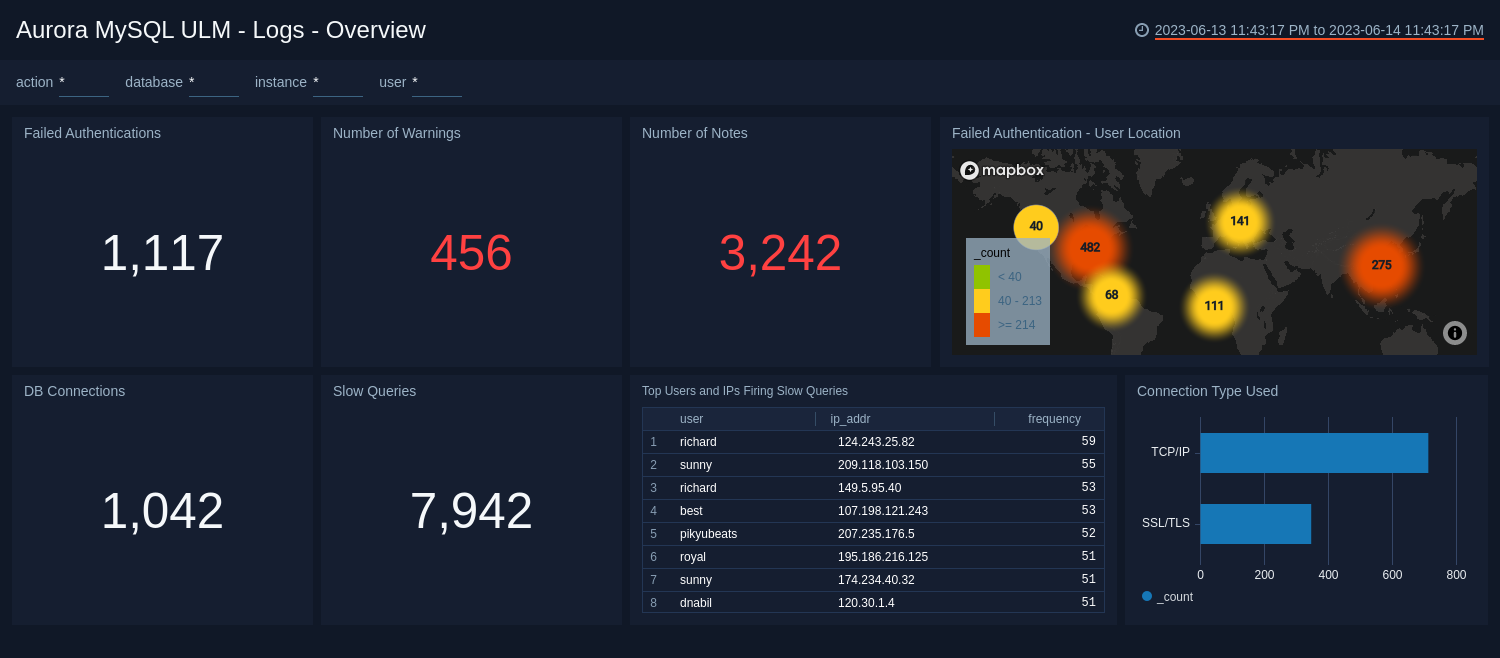 Aurora MySQL ULM - Logs - Overview
2023-06-13 11:43:17 PM to 2023-06-14 11:43:17 PM
action * database * instance * user *
Failed Authentications
1,117
Number of Warnings
456
Number of Notes
3,242
Failed Authentication - User Location
mapbox
40
482
141
275
68
111
_count
< 40
40 - 213
>= 214
DB Connections
1,042
Slow Queries
7,942
Top Users and IPs Firing Slow Queries
user ip_addr frequency
1 richard 124.243.25.82 59
2 sunny 209.118.103.150 55
3 richard 149.5.95.40 53
4 best 107.198.121.243 53
5 pikyubeats 207.235.176.5 52
6 royal 195.186.216.125 51
7 sunny 174.234.40.32 51
8 dnabil 120.30.1.4 51
Connection Type Used
TCP/IP
SSL/TLS
0 200 400 600 800
_count